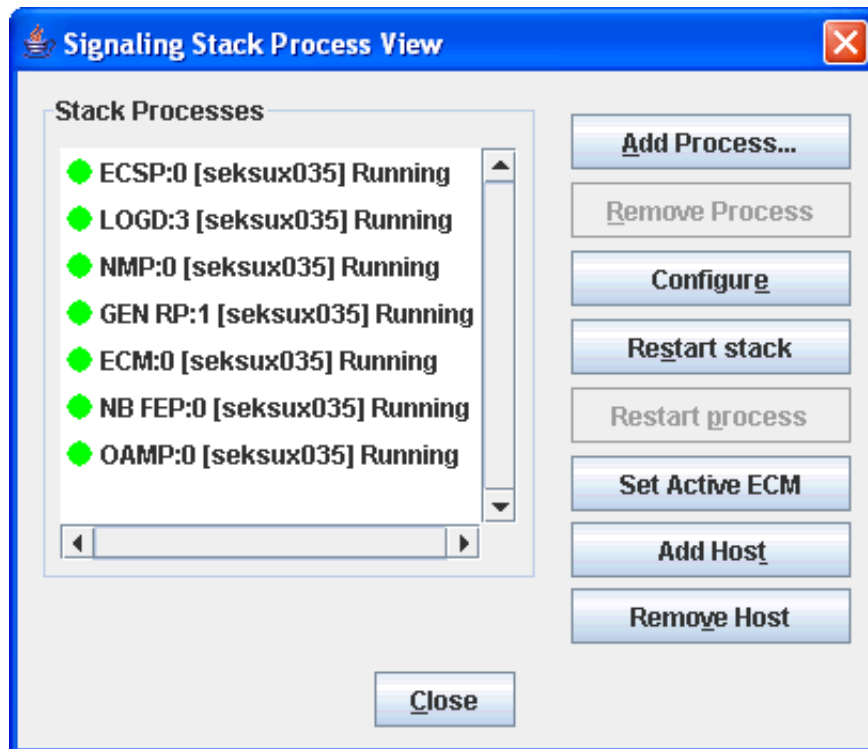 Signaling Stack Process View
Stack Processes
ECSP:0 [seksux035] Running
LOGD:3 [seksux035] Running
NMP:0 [seksux035] Running
GEN RP:1 [seksux035] Running
ECM:0 [seksux035] Running
NB FEP:0 [seksux035] Running
OAMP:0 [seksux035] Running
Add Process...
Remove Process
Configure
Restart stack
Restart process
Set Active ECM
Add Host
Remove Host
Close